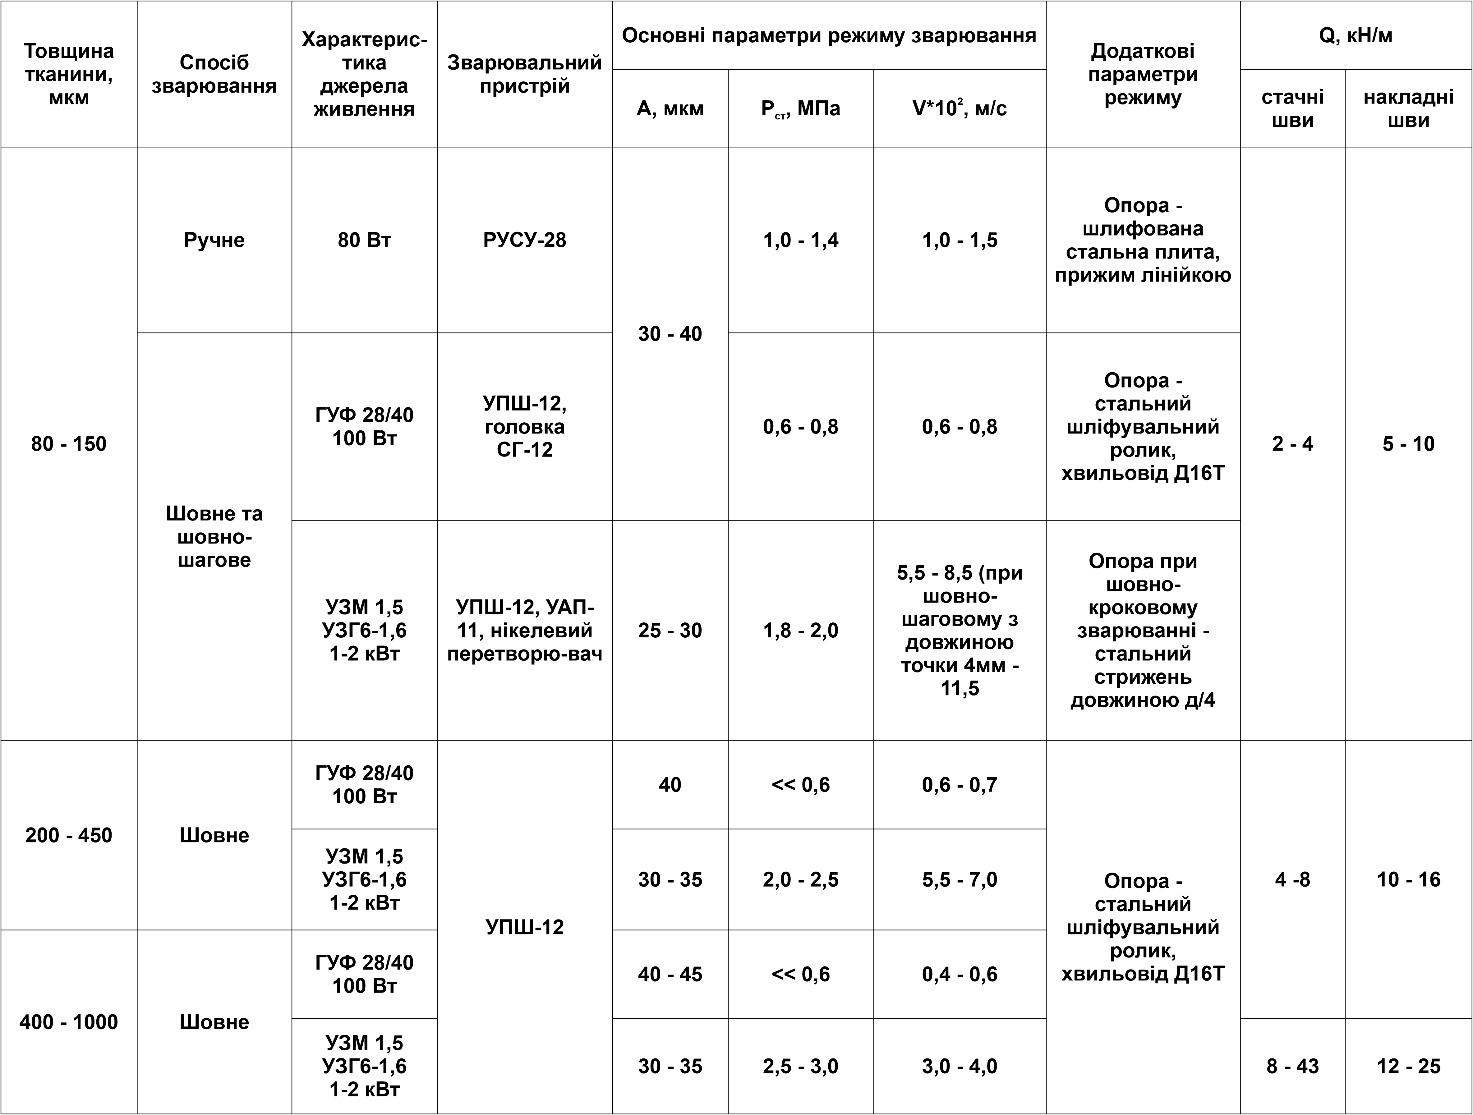 Товщина
тканини,
мкм
Спосіб
зварювання
Характерис-
тика
джерела
живлення
Зварювальний
пристрій
Основні параметри режиму зварювання
А, мкм
Рст, МПа
V*10², м/с
Додаткові
параметри
режиму
Q, кН/м
стачні
шви
накладні
шви
80 - 150
Ручне
80 Вт
РУСУ-28
30 - 40
1,0 - 1,4
1,0 - 1,5
Опора -
шлифована
стальна плита,
прижим лінійкою
2 - 4
5 - 10
Шовне та
шовно-
шагове
ГУФ 28/40
100 Вт
УПШ-12,
головка
СГ-12
0,6 - 0,8
0,6 - 0,8
Опора -
стальний
шліфувальний
ролик,
хвильовід Д16Т
УЗМ 1,5
УЗГ6-1,6
1-2 кВт
УПШ-12, УАП-
11, нікелевий
перетворю-вач
25 - 30
1,8 - 2,0
5,5 - 8,5 (при
шовно-
шаговому з
довжиною
точки 4мм -
11,5
Опора при
шовно-
кроковому
зварюванні -
стальний
стрижень
довжиною д/4
200 - 450
Шовне
ГУФ 28/40
100 Вт
УПШ-12
40
<< 0,6
0,6 - 0,7
Опора -
стальний
шліфувальний
ролик,
хвильовід Д16Т
4 -8
10 - 16
УЗМ 1,5
УЗГ6-1,6
1-2 кВт
30 - 35
2,0 - 2,5
5,5 - 7,0
400 - 1000
Шовне
ГУФ 28/40
100 Вт
40 - 45
<< 0,6
0,4 - 0,6
УЗМ 1,5
УЗГ6-1,6
1-2 кВт
30 - 35
2,5 - 3,0
3,0 - 4,0
8 - 43
12 - 25